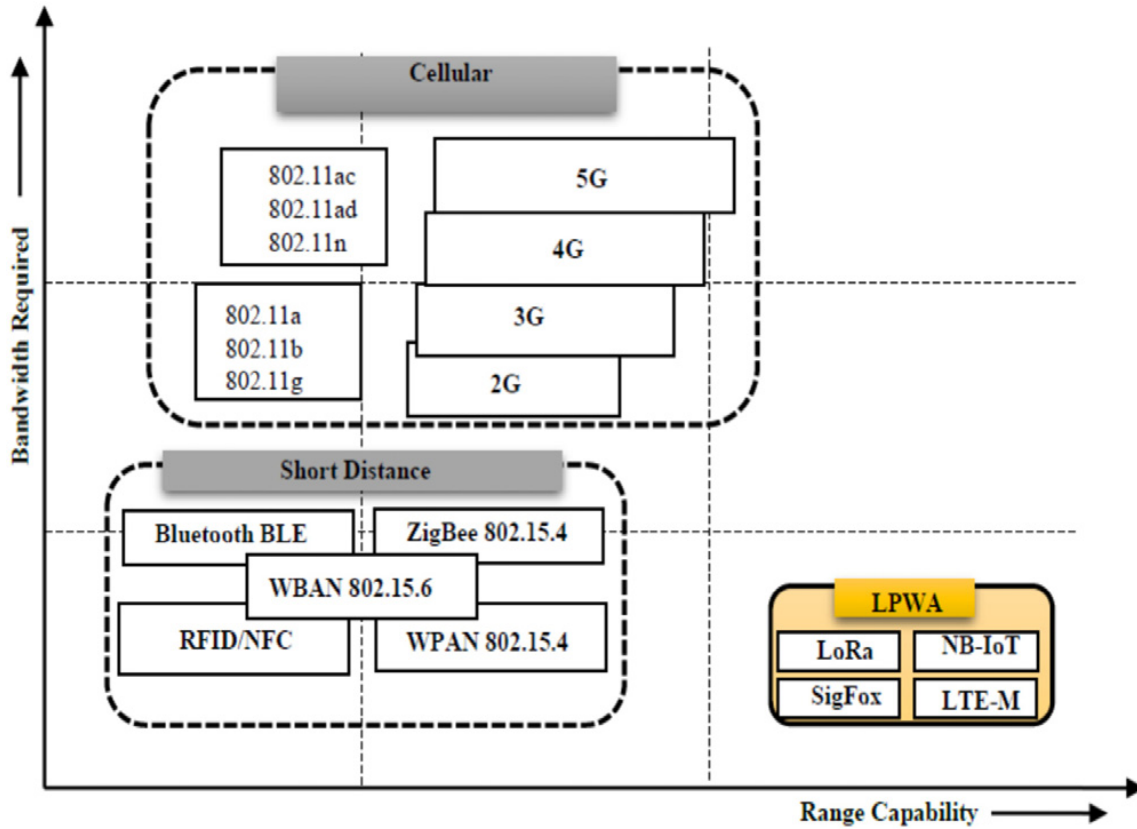 Cellular
802.11ac
802.11ad
802.11n
5G
4G
802.11a
802.11b
802.11g
3G
2G
Bandwidth Required
Short Distance
Bluetooth BLE
ZigBee 802.15.4
WBAN 802.15.6
RFID/NFC
WPAN 802.15.4
LPWA
LoRa
NB-IoT
SigFox
LTE-M
Range Capability